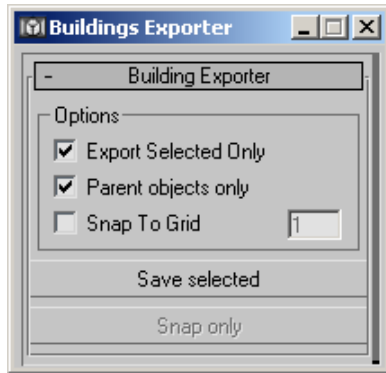 Buildings Exporter
- Building Exporter
Options
Export Selected Only
Parent objects only
Snap To Grid 1
Save selected
Snap only